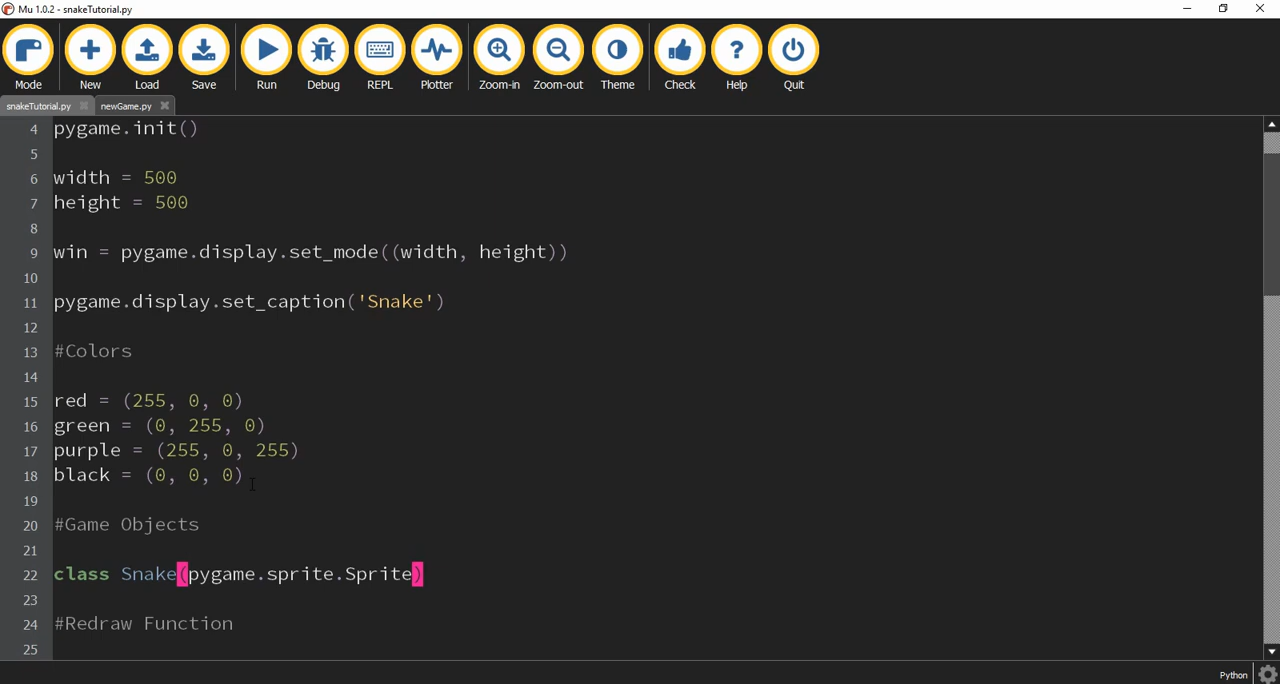 Mu 1.0.2 - snakeTutorial.py
Mode New Load Save Run Debug REPL Plotter Zoom-in Zoom-out Theme Check Help Quit
snakeTutorial.py newGame.py
4 pygame.init()
5
6 width = 500
7 height = 500
8
9 win = pygame.display.set_mode((width, height))
10
11 pygame.display.set_caption('Snake')
12
13 #Colors
14
15 red = (255, 0, 0)
16 green = (0, 255, 0)
17 purple = (255, 0, 255)
18 black = (0, 0, 0)
19
20 #Game Objects
21
22 class Snake(pygame.sprite.Sprite)
23
24 #Redraw Function
25
Python